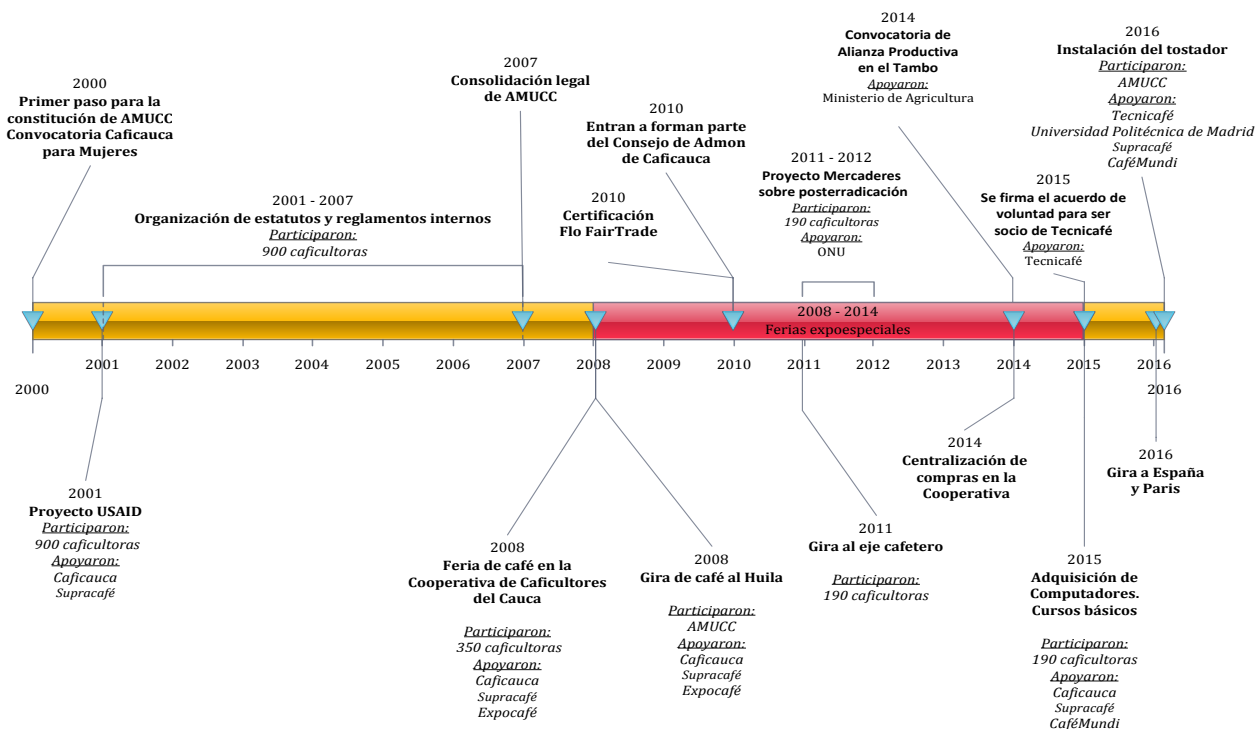 2000
Primer paso para la
constitución de AMUCC
Convocatoria Caficauca
para Mujeres
2001 - 2007
Organización de estatutos y reglamentos internos
Participaron:
900 caficultoras
2007
Consolidación legal
de AMUCC
2010
Certificación
Flo FairTrade
2010
Entran a forman parte
del Consejo de Admon
de Caficauca
2011 - 2012
Proyecto Mercaderes
sobre posterradicación
Participaron:
190 caficultoras
Apoyaron:
ONU
2014
Convocatoria de
Alianza Productiva
en el Tambo
Apoyaron:
Ministerio de Agricultura
2015
Se firma el acuerdo de
voluntad para ser
socio de Tecnicafé
Apoyaron:
Tecnicafé
2016
Instalación del tostador
Participaron:
AMUCC
Apoyaron:
Tecnicafé
Universidad Politécnica de Madrid
Supracafé
CaféMundi
2008 - 2014
Ferias expoespeciales
2001 2002 2003 2004 2005 2006 2007 2008 2009 2010 2011 2012 2013 2014 2015 2016
2000 2016
2001
Proyecto USAID
Participaron:
900 caficultoras
Apoyaron:
Caficauca
Supracafé
2008
Feria de café en la
Cooperativa de Caficultores
del Cauca
Participaron:
350 caficultoras
Apoyaron:
Caficauca
Supracafé
Expocafé
2008
Gira de café al Huila
Participaron:
AMUCC
Apoyaron:
Caficauca
Supracafé
Expocafé
2011
Gira al eje cafetero
Participaron:
190 caficultoras
2014
Centralización de
compras en la
Cooperativa
2015
Adquisición de
Computadores.
Cursos básicos
Participaron:
190 caficultoras
Apoyaron:
Caficauca
Supracafé
CaféMundi
2016
Gira a España
y Paris